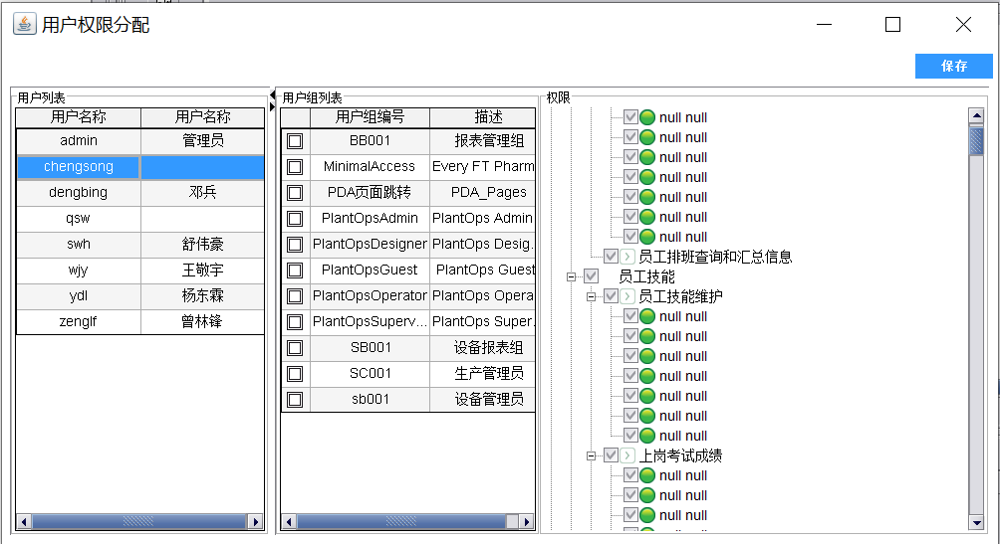 用户权限分配
保存
用户列表
用户名称 用户名称
admin 管理员
chengsong
dengbing 邓兵
qsw
swh 舒伟豪
wjy 王敬宇
ydl 杨东霖
zenglf 曾林锋
用户组列表
用户组编号 描述
BB001 报表管理组
MinimalAccess Every FT Pharm
PDA页面跳转 PDA_Pages
PlantOpsAdmin PlantOps Admin
PlantOpsDesigner PlantOps Desig.
PlantOpsGuest PlantOps Guest
PlantOpsOperator PlantOps Opera
PlantOpsSuperv... PlantOps Super.
SB001 设备报表组
SC001 生产管理员
sb001 设备管理员
权限
null null
null null
null null
null null
null null
null null
null null
员工排班查询和汇总信息
员工技能
员工技能维护
null null
null null
null null
null null
null null
null null
null null
上岗考试成绩
null null
null null
null null